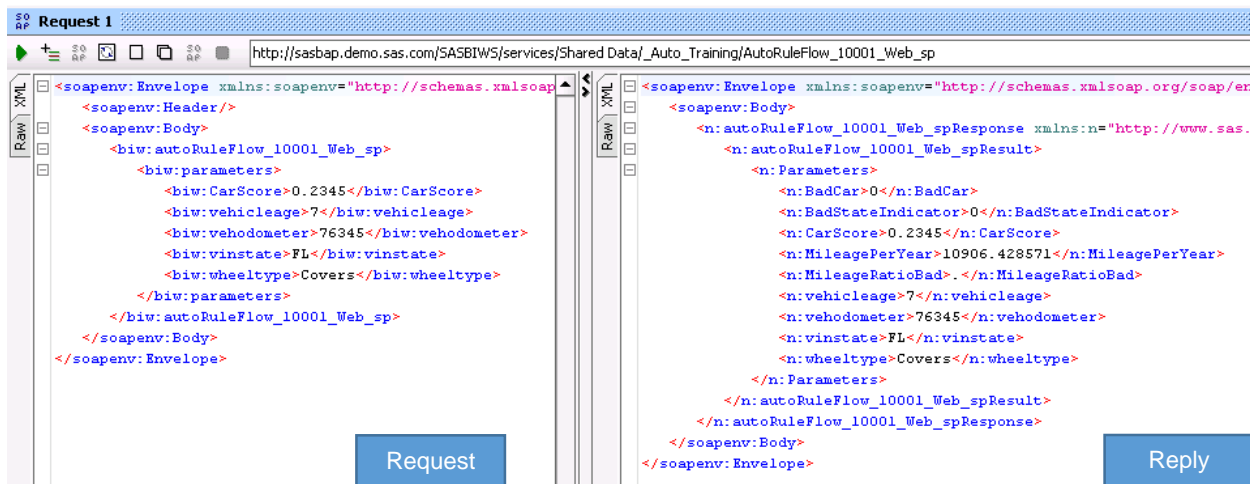 SO AP Request 1
SO AP SO AP http://sasbap.demo.sas.com/SASBIWS/services/Shared Data/_Auto_Training/AutoRuleFlow_10001_Web_sp
XML
Raw
<soapenv:Envelope xmlns:soapenv="http://schemas.xmlsoap
<soapenv:Header/>
<soapenv:Body>
<biw:autoRuleFlow_10001_Web_sp>
<biw:parameters>
<biw:CarScore>0.2345</biw:CarScore>
<biw:vehicleage>7</biw:vehicleage>
<biw:vehodometer>76345</biw:vehodometer>
<biw:vinstate>FL</biw:vinstate>
<biw:wheeltype>Covers</biw:wheeltype>
</biw:parameters>
</biw:autoRuleFlow_10001_Web_sp>
</soapenv:Body>
</soapenv:Envelope>
Request
XML
Raw
<soapenv:Envelope xmlns:soapenv="http://schemas.xmlsoap.org/soap/en
<soapenv:Body>
<n:autoRuleFlow_10001_Web_spResponse xmlns:n="http://www.sas.
<n:autoRuleFlow_10001_Web_spResult>
<n:Parameters>
<n:BadCar>0</n:BadCar>
<n:BadStateIndicator>0</n:BadStateIndicator>
<n:CarScore>0.2345</n:CarScore>
<n:MileagePerYear>10906.428571</n:MileagePerYear>
<n:MileageRatioBad>.</n:MileageRatioBad>
<n:vehicleage>7</n:vehicleage>
<n:vehodometer>76345</n:vehodometer>
<n:vinstate>FL</n:vinstate>
<n:wheeltype>Covers</n:wheeltype>
</n:Parameters>
</n:autoRuleFlow_10001_Web_spResult>
</n:autoRuleFlow_10001_Web_spResponse>
</soapenv:Body>
</soapenv:Envelope>
Reply